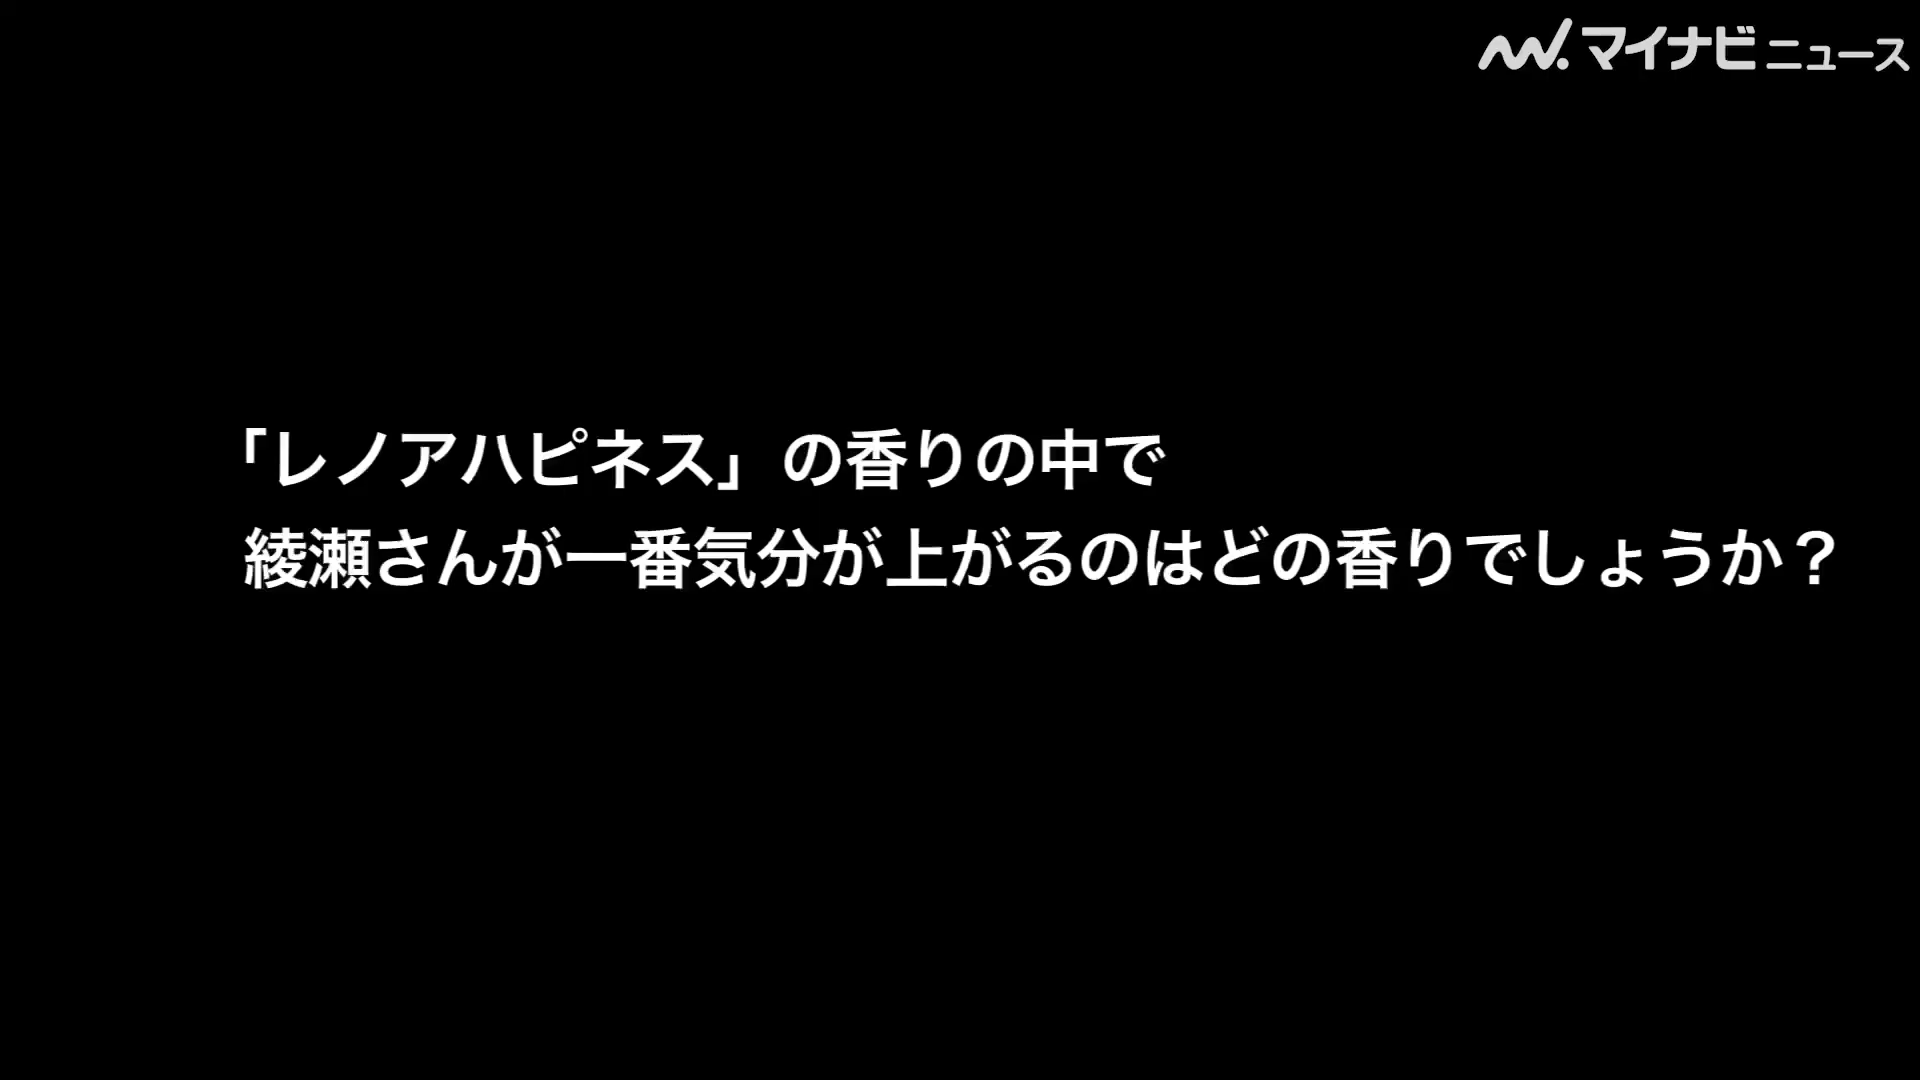 マイナビニュース
「レノアハピネス」の香りの中で
綾瀬さんが一番気分が上がるのはどの香りでしょうか？